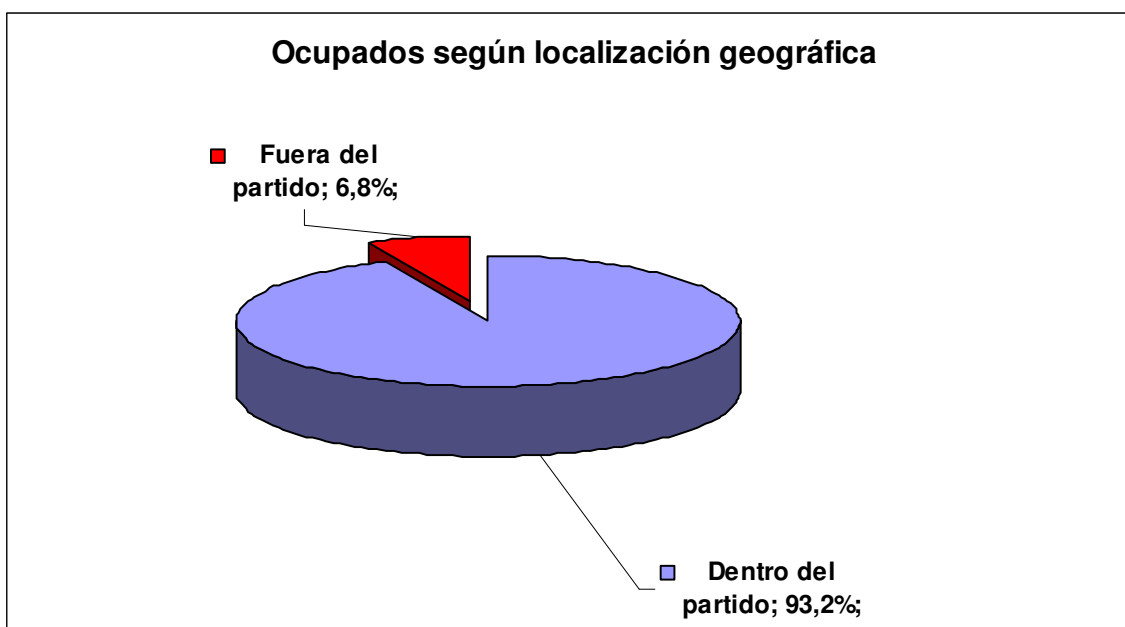 Ocupados según localización geográfica
Fuera del
partido; 6,8%;
Dentro del
partido; 93,2%;